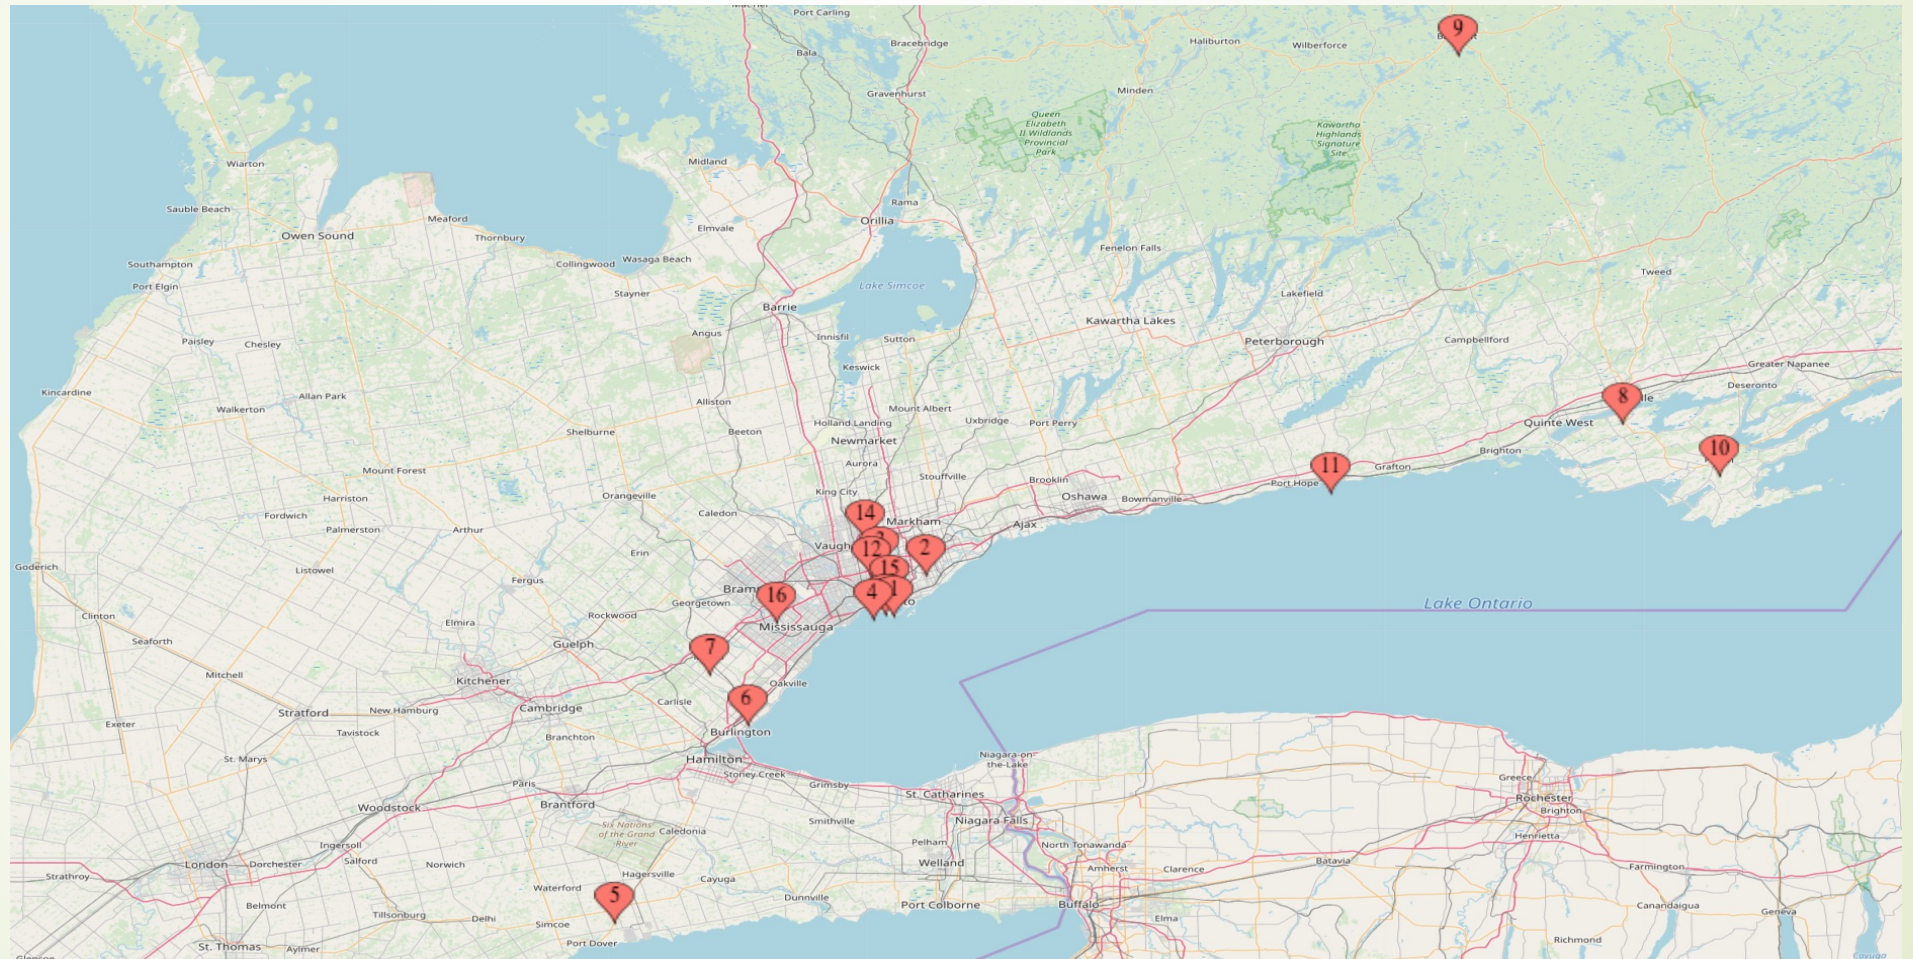 Port Carling
Bracebridge
Bala
Haliburton
Wilberforce
9
Gravenhurst
Minden
Queen
Elizabeth
II Wildlands
Provincial
Park
Kawartha
Highlands
Signature
Site
Wiarton
Midland
Sauble Beach
Rama
Meaford
Orillia
Elmvale
Owen Sound
Thornbury
Fenelon Falls
Southampton
Collingwood
Wasaga Beach
Tweed
Port Elgin
Stayner
Lake Simcoe
Lakefield
Barrie
Kawartha Lakes
Angus
Innisfil
Sutton
Paisley
Chesley
Peterborough
Campbellford
Keswick
Greater Napanee
Deseronto
Kincardine
Allan Park
Walkerton
Alliston
Mount Albert
8
lle
Holland Landing
Uxbridge
Port Perry
Quinte West
Shelburne
Beeton
Newmarket
10
Brighton
Mount Forest
Aurora
11
Grafton
Stouffville
Brooklin
Port Hope
Harriston
Orangeville
King City
Oshawa
Bowmanville
Fordwich
Caledon
14
Markham
Ajax
Palmerston
Arthur
Vaugh
3
12
2
Erin
Goderich
Listowel
15
Fergus
Bram
16
4
1
to
Georgetown
Lake Ontario
Clinton
Rockwood
Elmira
Mississauga
Seaforth
Guelph
7
Mitchell
Kitchener
Oakville
6
Carlisle
Stratford
New Hamburg
Cambridge
Exeter
Tavistock
Branchton
Burlington
St. Marys
Hamilton
Niagara-on
the-Lake
Stoney Creek
Paris
Grimsby
Greece
St. Catharines
Rochester
Woodstock
Brantford
Brighton
Smithville
Niagara Falls
Six Nations
of the Grand
River
Caledonia
Henrietta
Ingersoll
Pelham
North Tonawanda
London
Dorchester
Salford
Norwich
Welland
Batavia
Amherst
Clarence
Farmington
Strathroy
Hagersville
Cayuga
Waterford
5
Dunnville
Belmont
Port Colborne
Buffalo
Canandaigua
Geneva
Tillsonburg
Delhi
Simcoe
Elma
St. Thomas
Aylmer
Port Dover
Richmond